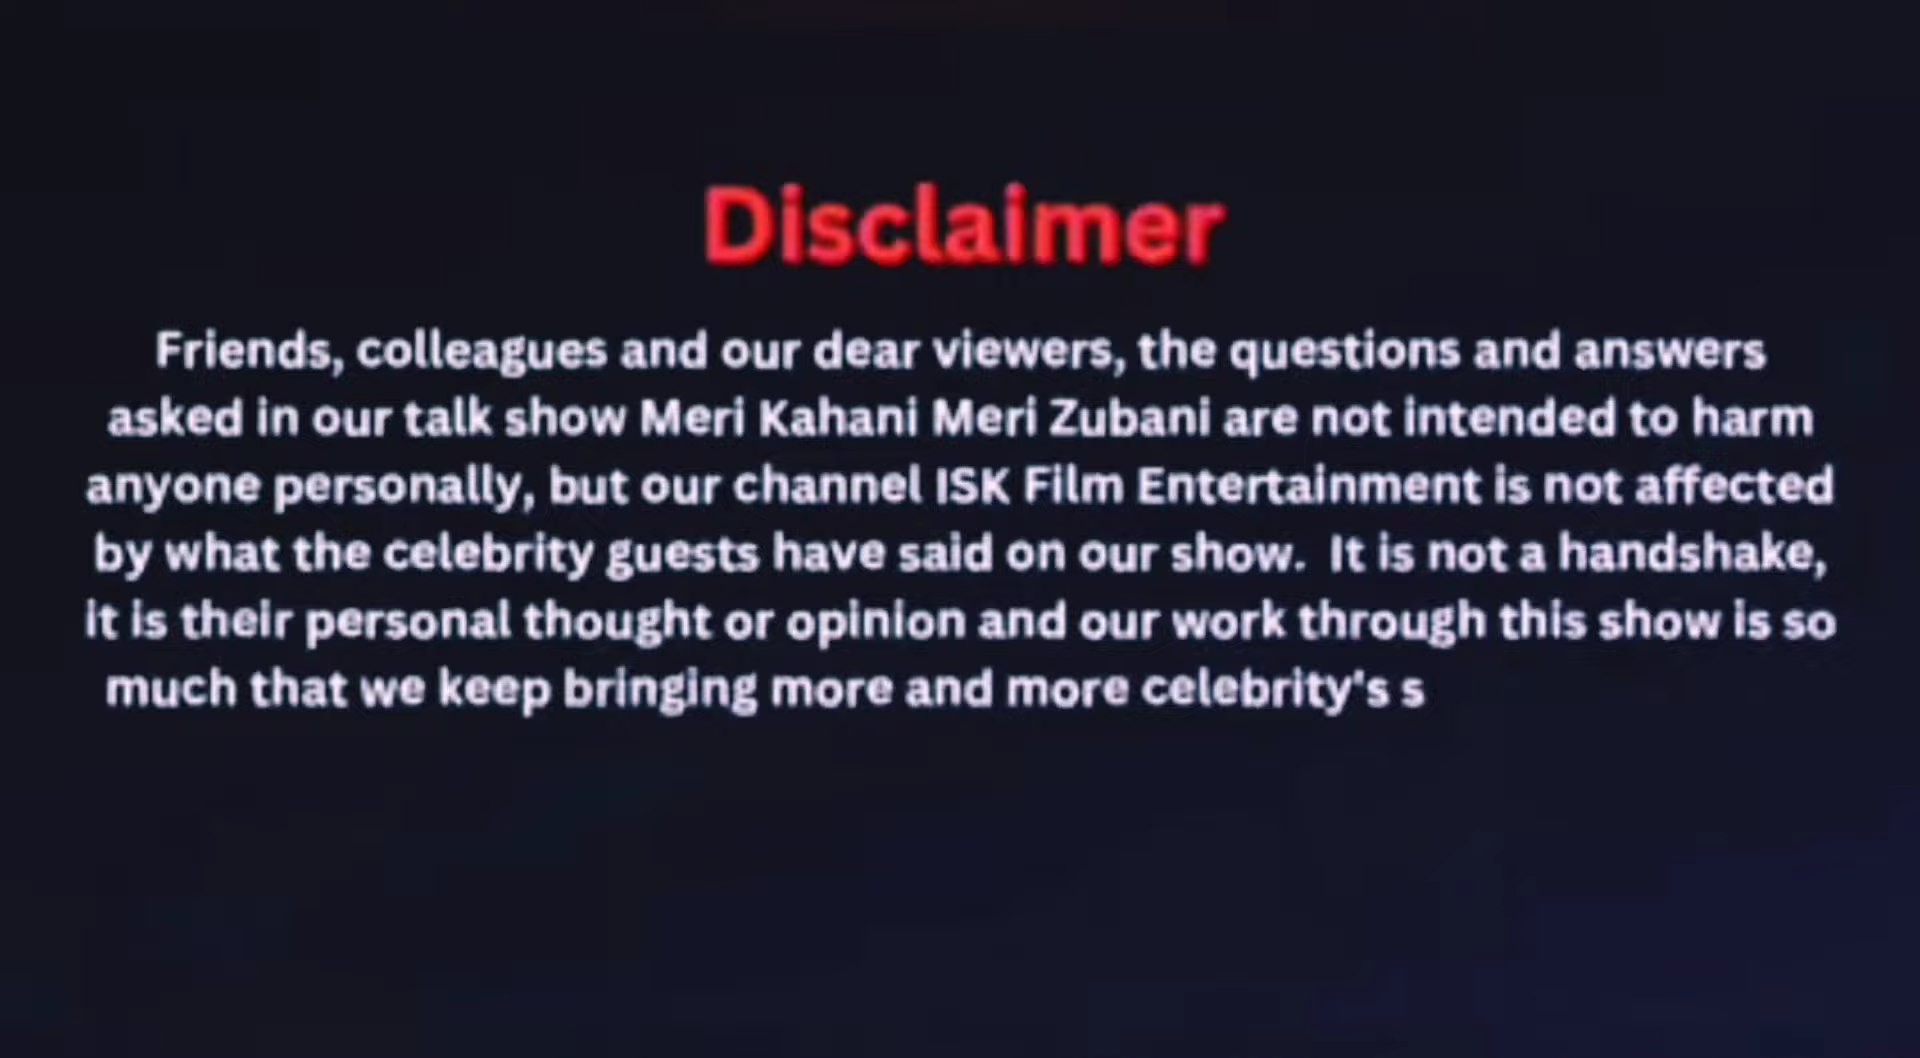 Disclaimer
Friends, colleagues and our dear viewers, the questions and answers
asked in our talk show Meri Kahani Meri Zubani are not intended to harm
anyone personally, but our channel ISK Film Entertainment is not affected
by what the celebrity guests have said on our show.  It is not a handshake,
it is their personal thought or opinion and our work through this show is so
much that we keep bringing more and more celebrity's s